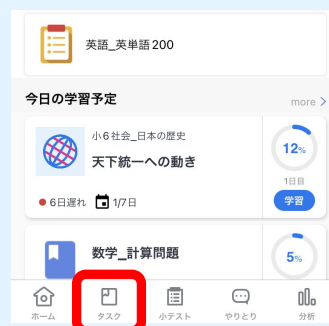 英語_英単語200
今日の学習予定
more >
小6社会_日本の歴史
天下統一への動き
12%
1日目
学習
6日遅れ 1/7日
数学_計算問題
5%
ホーム
タスク
小テスト
やりとり
分析